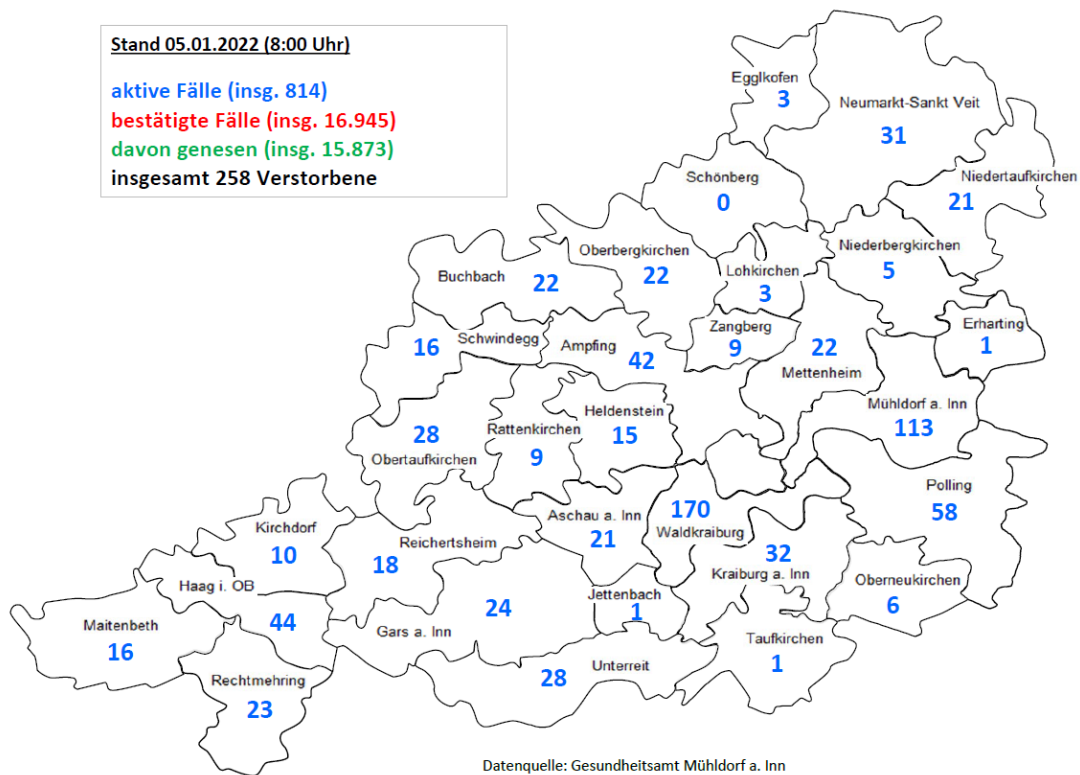 Stand 05.01.2022 (8:00 Uhr)
aktive Fälle (insg. 814)
bestätigte Fälle (insg. 16.945)
davon genesen (insg. 15.873)
insgesamt 258 Verstorbene
Egglkofen
3
Neumarkt-Sankt Veit
31
Schönberg
0
Niedertaufkirchen
21
Oberbergkirchen
22
Niederbergkirchen
5
Buchbach
22
Lohkirchen
3
Erharting
1
Schwindegg
16
Ampfing
42
Zangberg
9
22
Mettenheim
Mühldorf a. Inn
113
Heldenstein
15
Rattenkirchen
9
28
Obertaufkirchen
Polling
58
170
Waldkraiburg
Aschau a. Inn
21
Kirchdorf
10
Reichertsheim
18
32
Kraiburg a. Inn
Oberneukirchen
6
Haag i. OB
44
Jettenbach
1
24
Gars a. Inn
Maitenbeth
16
Taufkirchen
1
Unterreit
28
Rechtmehring
23
Datenquelle: Gesundheitsamt Mühldorf a. Inn